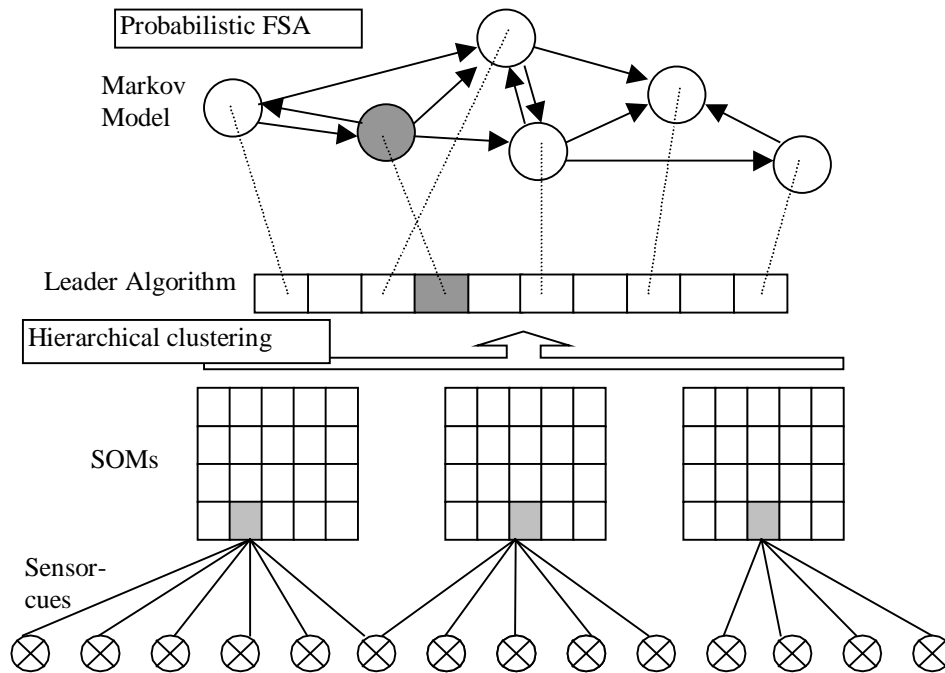 Probabilistic FSA
Markov
Model
Leader Algorithm
Hierarchical clustering
SOMs
Sensor-
cues